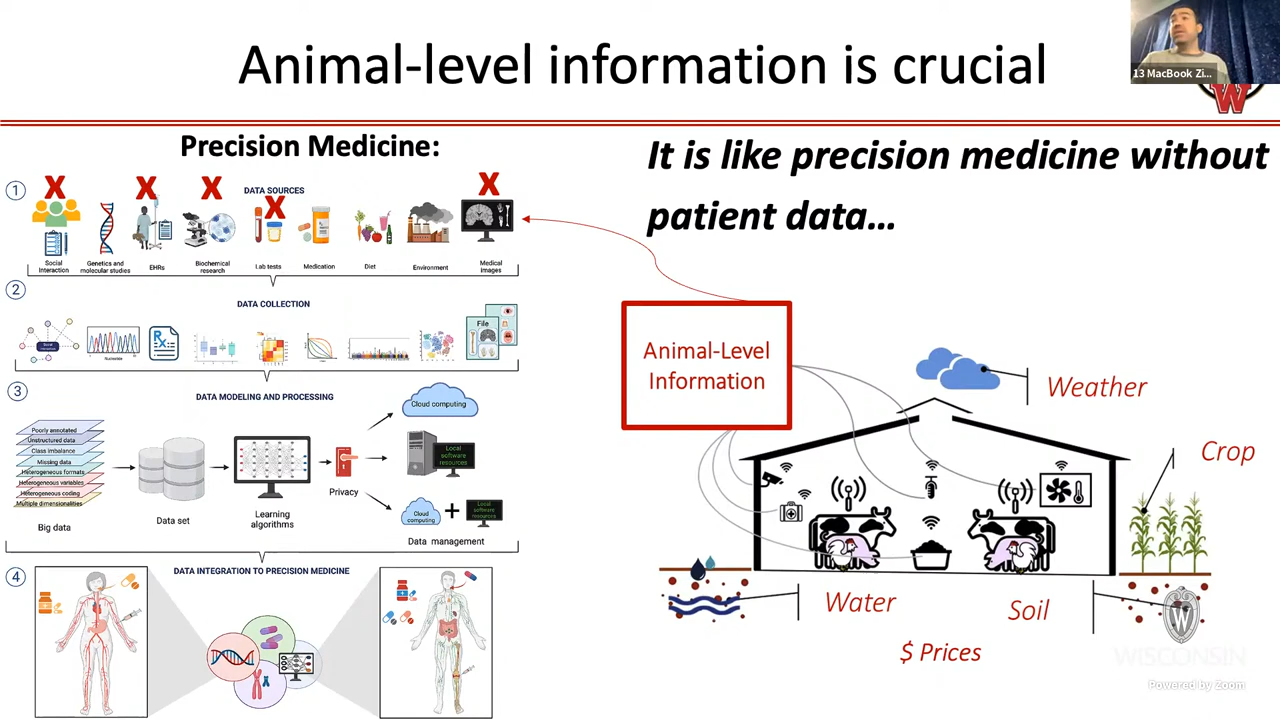 Animal-level information is crucial
13 MacBook Zi...
W
Precision Medicine:
It is like precision medicine without
patient data...
1
X
X
X
X
X
DATA SOURCES
Social
Interaction
Genetics and
molecular studies
EHRs
Biochemical
research
Lab tests
Medication
Diet
Environment
Medical
images
2
DATA COLLECTION
Nucleotide
Rx
File
3
DATA MODELING AND PROCESSING
Poorly annotated
Unstructured data
Class imbalance
Missing data
Heterogeneous formats
Heterogeneous variables
Heterogeneous coding
Multiple dimensionalities
Big data
Data set
Learning
algorithms
Privacy
Cloud computing
Local
software
resources
Cloud
computing
+
Local
software
resources
Data management
4
DATA INTEGRATION TO PRECISION MEDICINE
Animal-Level
Information
Weather
Crop
Water
Soil
$ Prices
W
WISCONSIN
Powered by Zoom